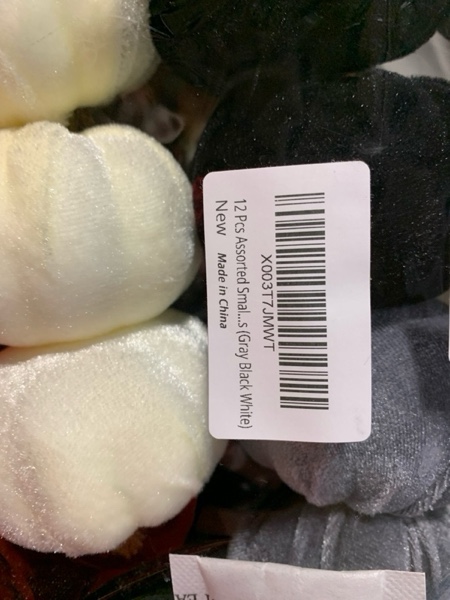 X003T7JMWT
12 Pcs Assorted Smal...s (Gray Black White)
New Made in China